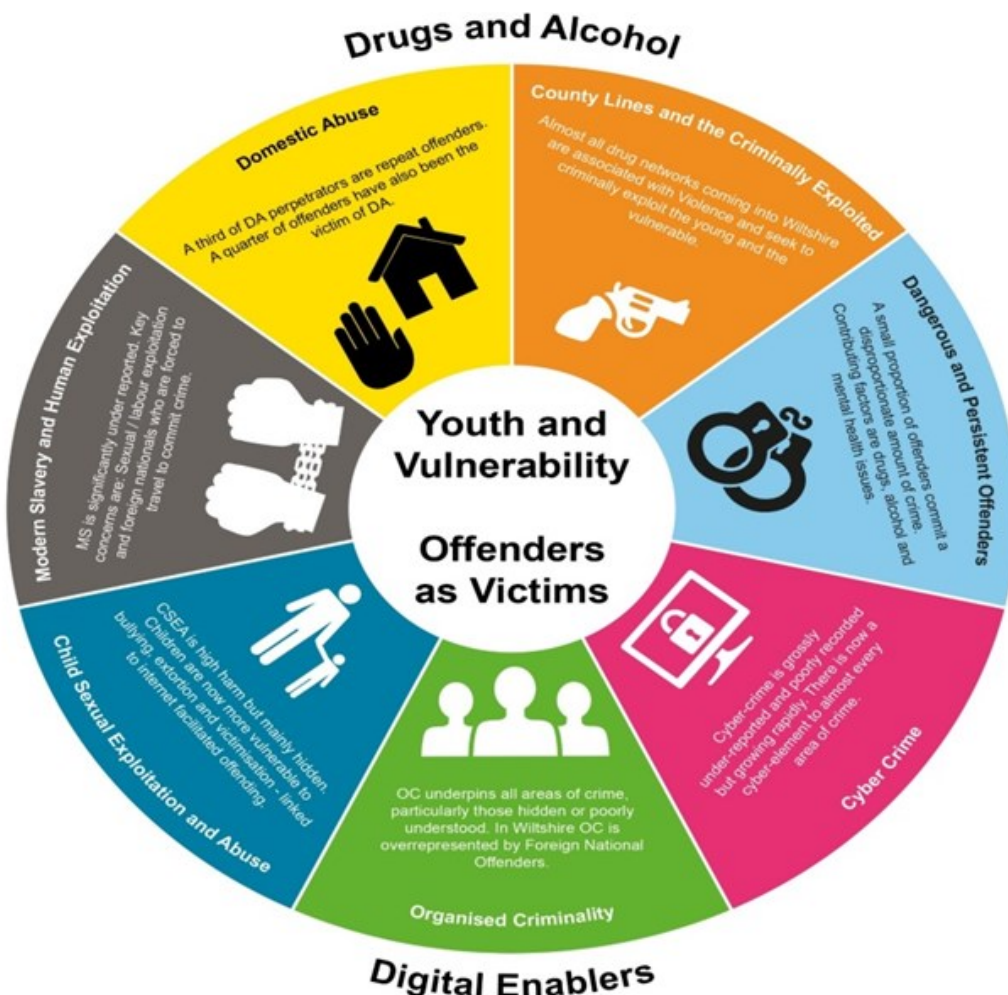 Drugs and Alcohol
Domestic Abuse
A third of DA perpetrators are repeat offenders.
A quarter of offenders have also been the
victim of DA.
County Lines and the Criminally Exploited
Almost all drug networks coming into Wiltshire
are associated with Violence and seek to
criminally exploit the young and the
vulnerable.
Dangerous and Persistent Offenders
A small proportion of offenders commit a
disproportionate amount of crime.
Contributing factors are drugs, alcohol and
mental health issues.
Cyber-crime is grossly
under-reported and poorly recorded
but growing rapidly. There is now a
cyber-element to almost every
area of crime.
Cyber Crime
OC underpins all areas of crime,
particularly those hidden or poorly
understood. In Wiltshire OC is
overrepresented by Foreign National
Offenders.
Organised Criminality
CSEA is high harm but mainly hidden.
Children are now more vulnerable to
bullying, extortion and victimisation - linked
to internet facilitated offending.
Child Sexual Exploitation and Abuse
Modern Slavery and Human Exploitation
MS is significantly under reported. Key
concerns are: Sexual / labour exploitation
and foreign nationals who are forced to
travel to commit crime.
Youth and
Vulnerability
Offenders
as Victims
Digital Enablers